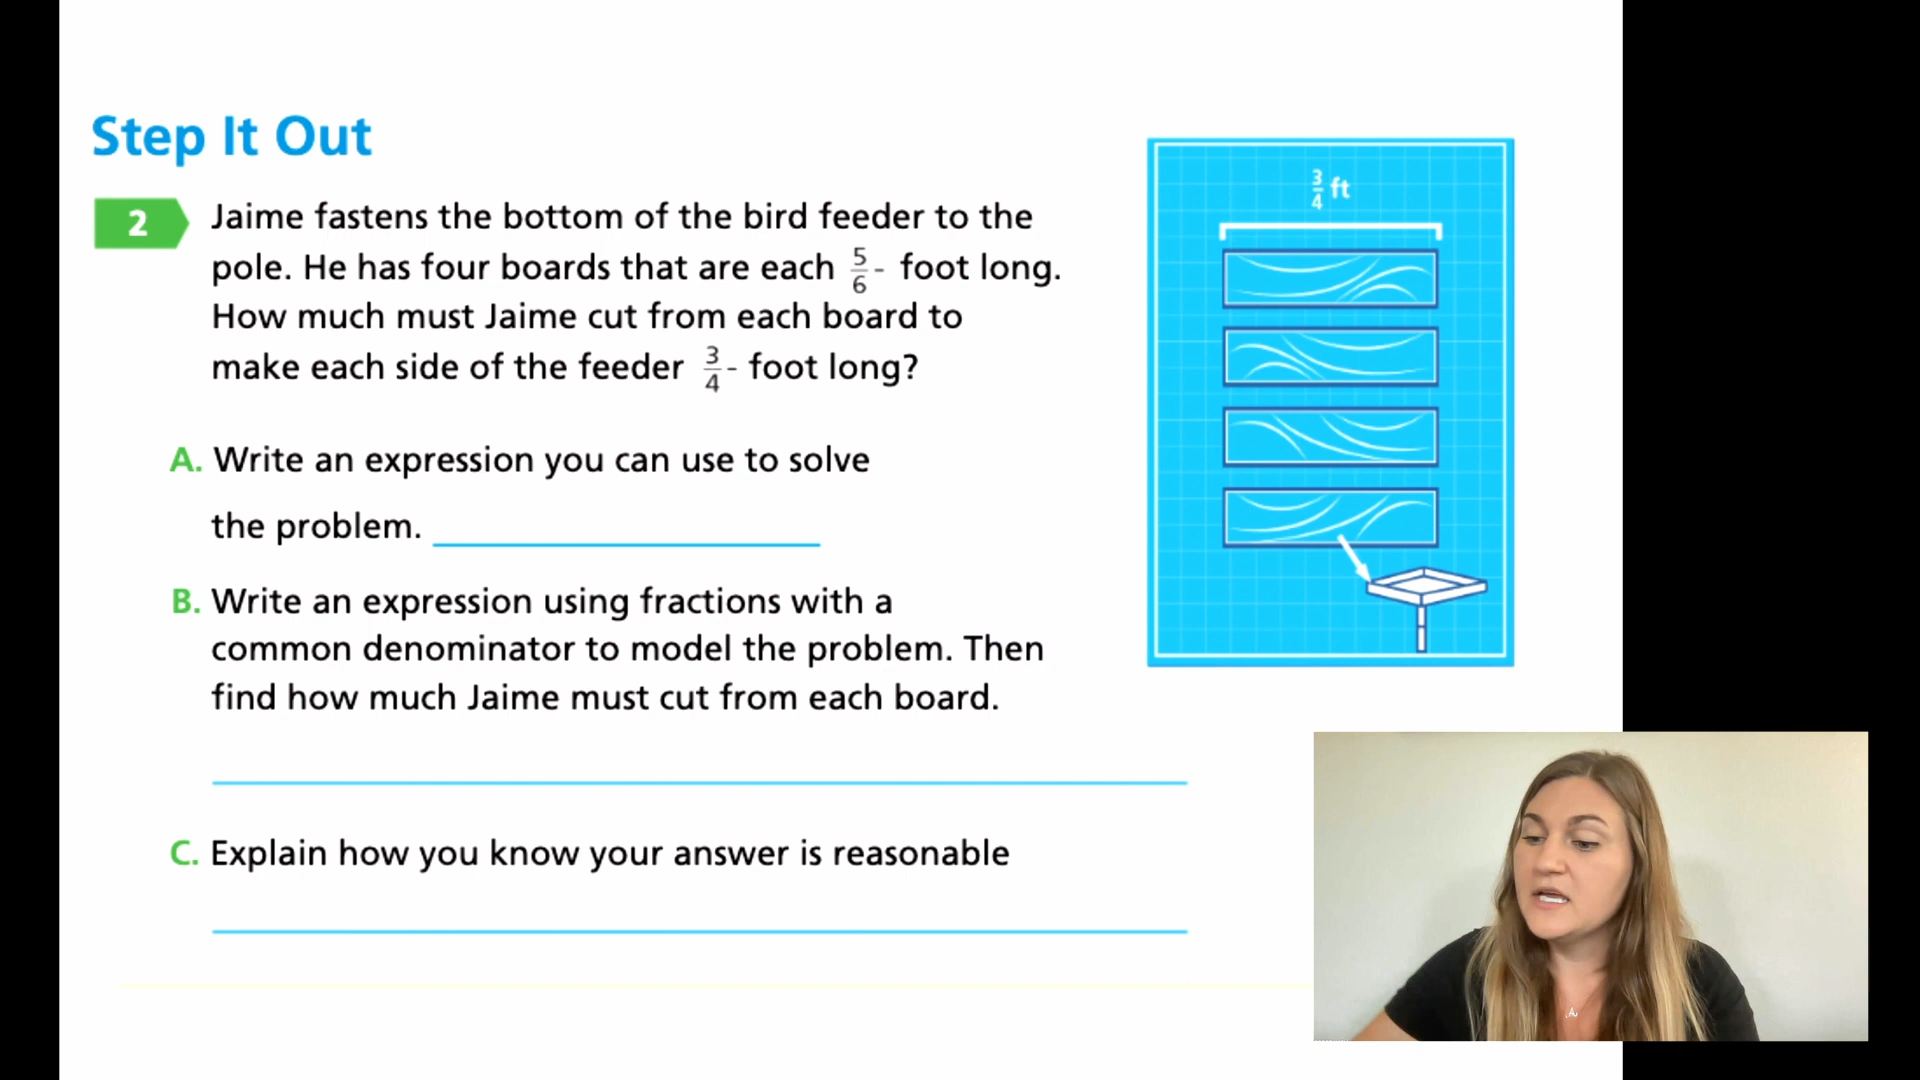 Step It Out
2 Jaime fastens the bottom of the bird feeder to the
pole. He has four boards that are each 5/6- foot long.
How much must Jaime cut from each board to
make each side of the feeder 3/4- foot long?
A. Write an expression you can use to solve
the problem.
B. Write an expression using fractions with a
common denominator to model the problem. Then
find how much Jaime must cut from each board.
C. Explain how you know your answer is reasonable
3/4 ft